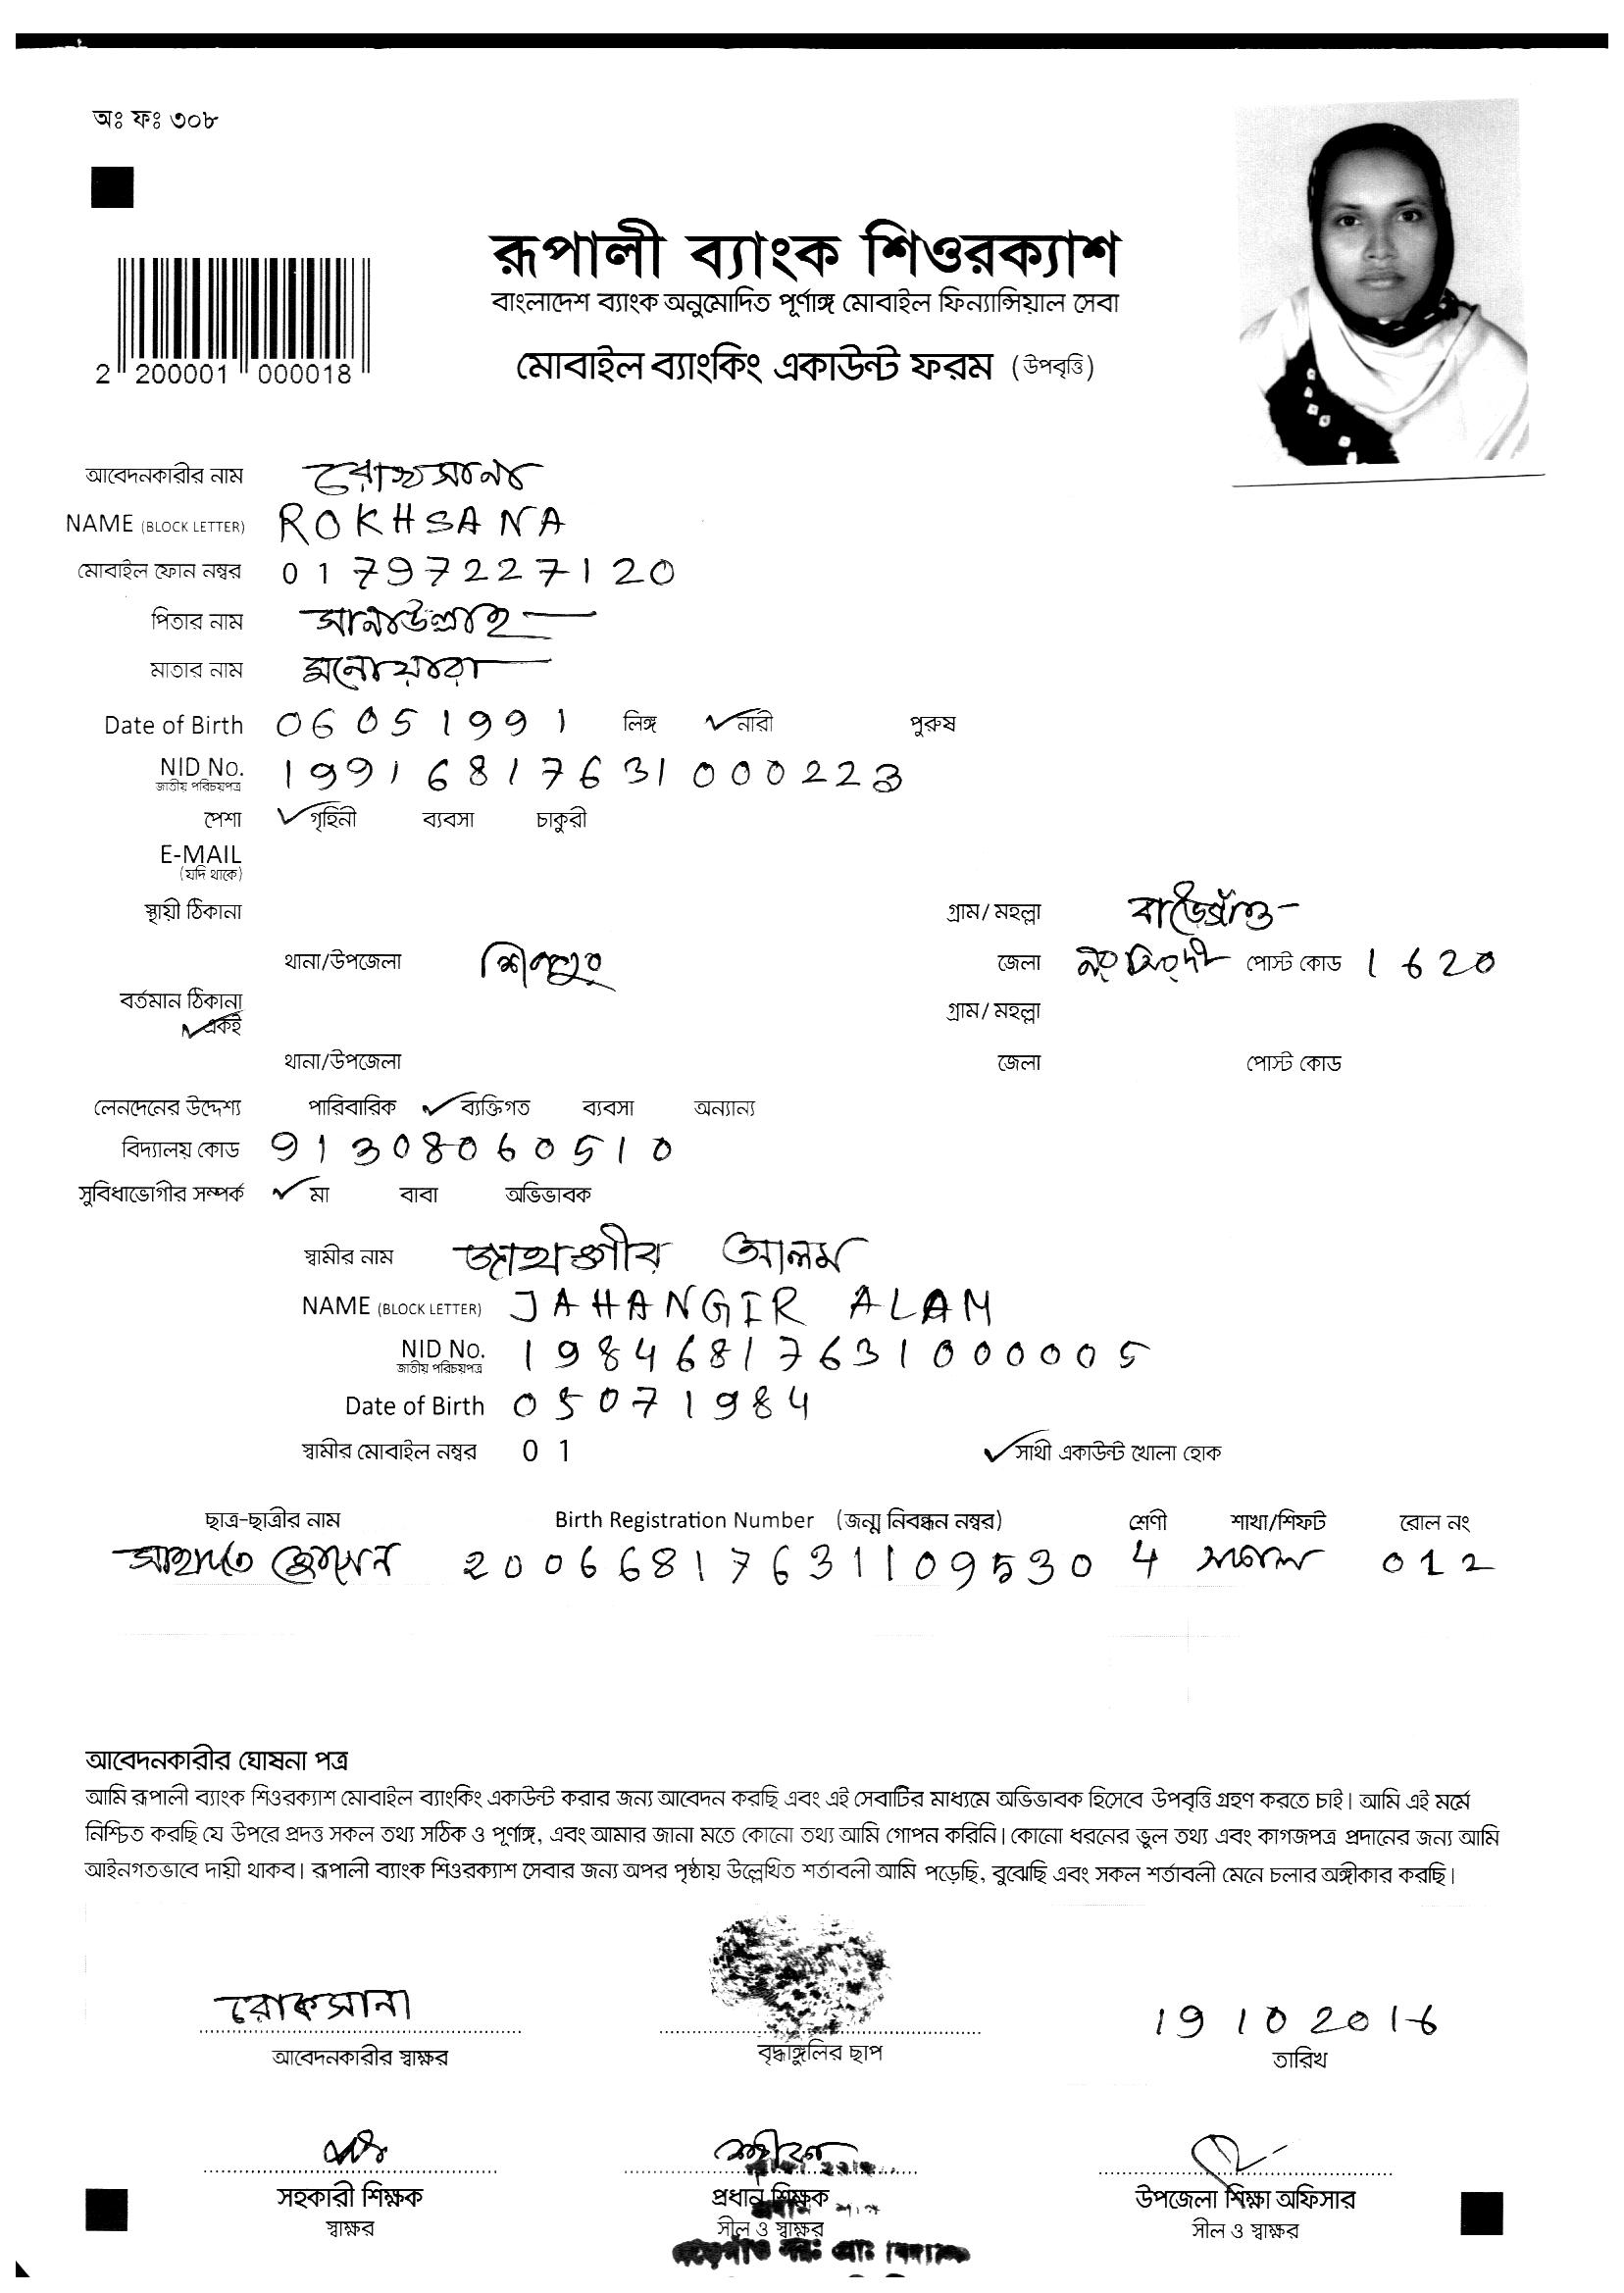 অঃ ফঃ ৩০৮
রূপালী ব্যাংক শিওরক্যাশ
বাংলাদেশ ব্যাংক অনুমোদিত পূর্ণাঙ্গ মোবাইল ফিন্যান্সিয়াল সেবা
মোবাইল ব্যাংকিং একাউন্ট ফরম (উপবৃত্তি)
2 200001 000018
আবেদনকারীর নাম রোখসানা
NAME (BLOCK LETTER) ROKHSANA
মোবাইল ফোন নম্বর 01797227120
পিতার নাম সানাউল্লাহ
মাতার নাম মনোয়ারা
Date of Birth 06051991 লিঙ্গ নারী পুরুষ
NID No. 19916817631000223
জাতীয় পরিচয়পত্র
পেশা গৃহিনী ব্যবসা চাকুরী
E-MAIL
(যদি থাকে)
স্থায়ী ঠিকানা গ্রাম/ মহল্লা বাড়ৈগাঁও
থানা/উপজেলা শিবপুর জেলা নরসিংদী পোস্ট কোড 1620
বর্তমান ঠিকানা গ্রাম/ মহল্লা
একই
থানা/উপজেলা জেলা পোস্ট কোড
লেনদেনের উদ্দেশ্য পারিবারিক ব্যক্তিগত ব্যবসা অন্যান্য
বিদ্যালয় কোড 91308060510
সুবিধাভোগীর সম্পর্ক মা বাবা অভিভাবক
স্বামীর নাম জাহাঙ্গীর আলম
NAME (BLOCK LETTER) JAHANGIR ALAM
NID No. 19846817631000005
জাতীয় পরিচয়পত্র
Date of Birth 05071984
স্বামীর মোবাইল নম্বর 01 সাথী একাউন্ট খোলা হোক
ছাত্র-ছাত্রীর নাম Birth Registration Number (জন্ম নিবন্ধন নম্বর) শ্রেণী শাখা/শিফট রোল নং
সাহাদাত হোসেন 20066817631109530 4 সকাল 012
আবেদনকারীর ঘোষনা পত্র
আমি রূপালী ব্যাংক শিওরক্যাশ মোবাইল ব্যাংকিং একাউন্ট করার জন্য আবেদন করছি এবং এই সেবাটির মাধ্যমে অভিভাবক হিসেবে উপবৃত্তি গ্রহণ করতে চাই। আমি এই মর্মে
নিশ্চিত করছি যে উপরে প্রদত্ত সকল তথ্য সঠিক ও পূর্ণাঙ্গ, এবং আমার জানা মতে কোনো তথ্য আমি গোপন করিনি। কোনো ধরনের ভুল তথ্য এবং কাগজপত্র প্রদানের জন্য আমি
আইনগতভাবে দায়ী থাকব। রূপালী ব্যাংক শিওরক্যাশ সেবার জন্য অপর পৃষ্ঠায় উল্লেখিত শর্তাবলী আমি পড়েছি, বুঝেছি এবং সকল শর্তাবলী মেনে চলার অঙ্গীকার করছি।
রোকসানা 19 10 2016
আবেদনকারীর স্বাক্ষর বৃদ্ধাঙ্গুলির ছাপ তারিখ
সহকারী শিক্ষক প্রধান শিক্ষক উপজেলা শিক্ষা অফিসার
স্বাক্ষর সীল ও স্বাক্ষর সীল ও স্বাক্ষর